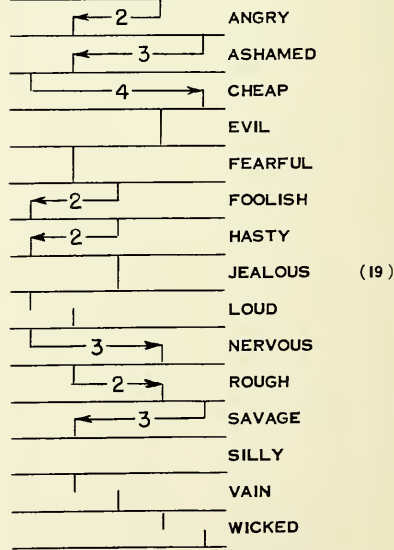 2 ANGRY
3 ASHAMED
4 CHEAP
EVIL
FEARFUL
2 FOOLISH
2 HASTY
JEALOUS (19)
LOUD
3 NERVOUS
2 ROUGH
3 SAVAGE
SILLY
VAIN
WICKED